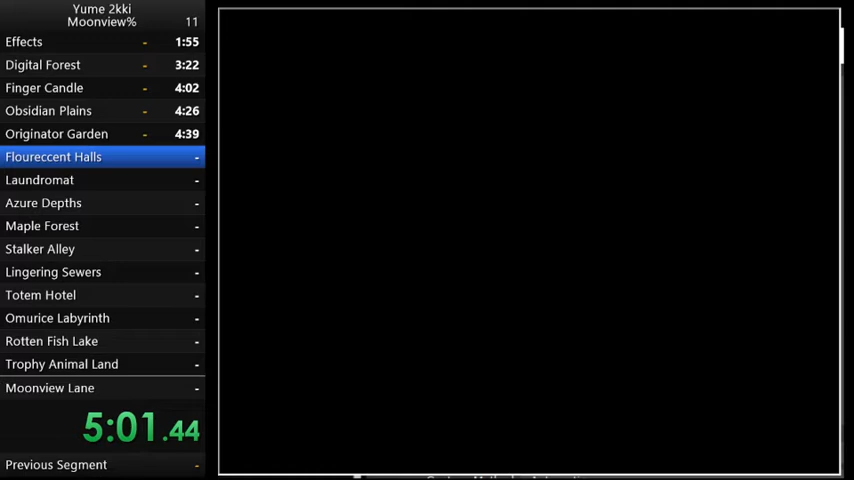 Yume 2kki
Moonview% 11
Effects - 1:55
Digital Forest - 3:22
Finger Candle - 4:02
Obsidian Plains - 4:26
Originator Garden - 4:39
Floureccent Halls -
Laundromat -
Azure Depths -
Maple Forest -
Stalker Alley -
Lingering Sewers -
Totem Hotel -
Omurice Labyrinth -
Rotten Fish Lake -
Trophy Animal Land -
Moonview Lane -
5:01.44
Previous Segment -